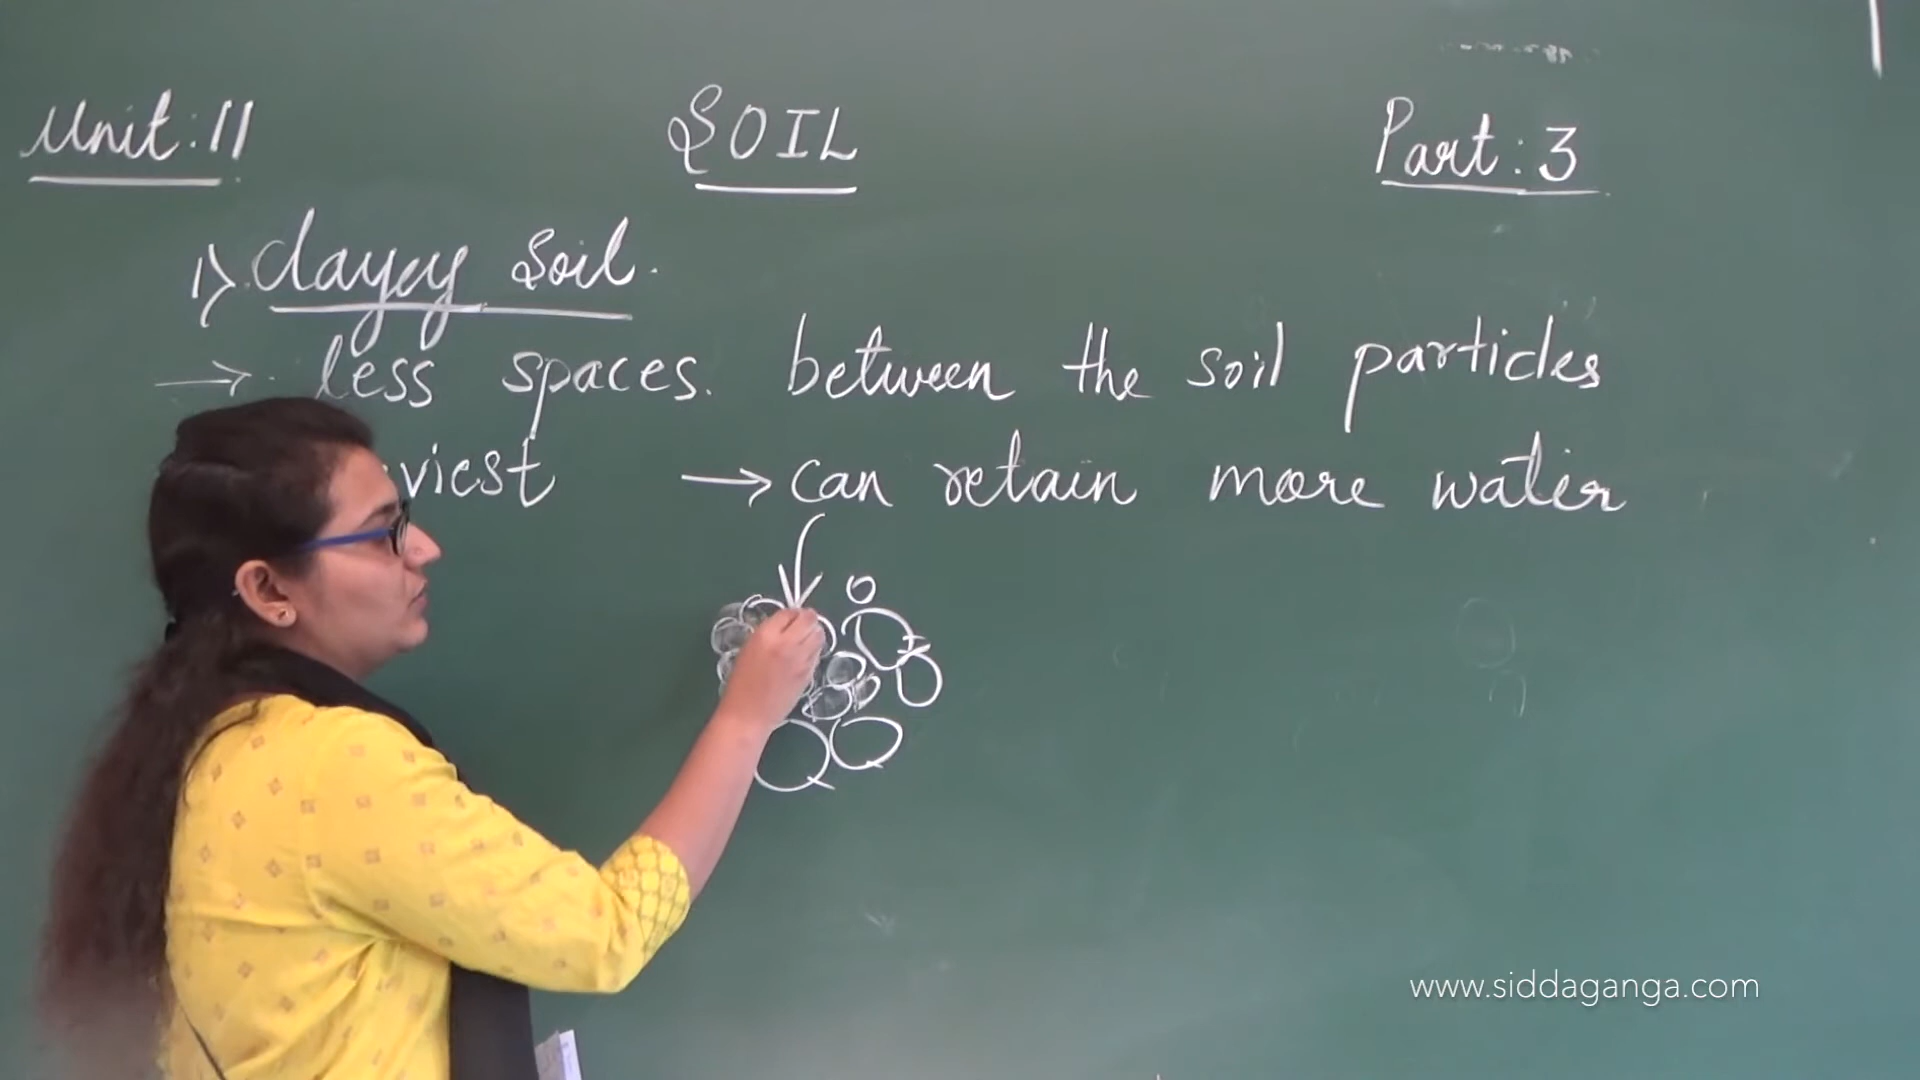 Unit: 11 SOIL Part: 3
1) Clayey Soil.
→ less spaces. between the soil particles
viest → can retain more water
www.siddaganga.com